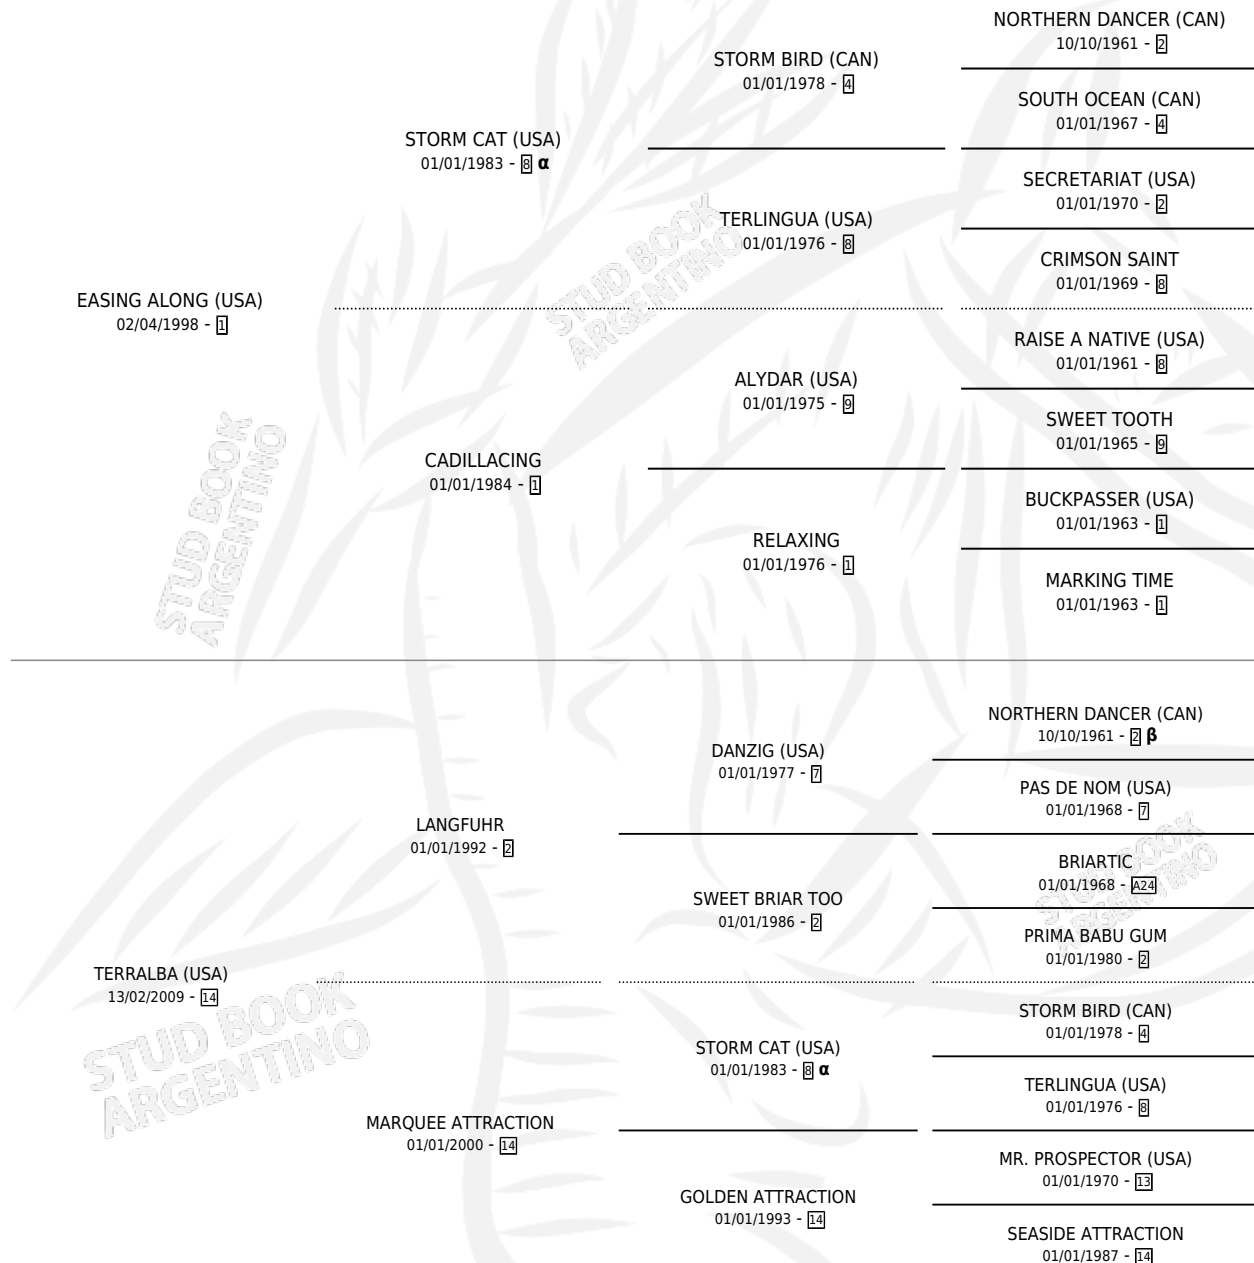 NORTHERN DANCER (CAN)
10/10/1961 - 2
STORM BIRD (CAN)
01/01/1978 - 4
SOUTH OCEAN (CAN)
01/01/1967 - 4
STORM CAT (USA)
01/01/1983 - 8 α
SECRETARIAT (USA)
01/01/1970 - 2
TERLINGUA (USA)
01/01/1976 - 8
CRIMSON SAINT
01/01/1969 - 8
EASING ALONG (USA)
02/04/1998 - 1
RAISE A NATIVE (USA)
01/01/1961 - 8
ALYDAR (USA)
01/01/1975 - 9
SWEET TOOTH
01/01/1965 - 9
CADILLACING
01/01/1984 - 1
BUCKPASSER (USA)
01/01/1963 - 1
RELAXING
01/01/1976 - 1
MARKING TIME
01/01/1963 - 1
STUD BOOK
ARGENTINO
STUD BOOK
ARGENTINO
NORTHERN DANCER (CAN)
10/10/1961 - 2 β
DANZIG (USA)
01/01/1977 - 7
PAS DE NOM (USA)
01/01/1968 - 7
LANGFUHR
01/01/1992 - 2
BRIARTIC
01/01/1968 - A24
SWEET BRIAR TOO
01/01/1986 - 2
PRIMA BABU GUM
01/01/1980 - 2
TERRALBA (USA)
13/02/2009 - 14
STORM BIRD (CAN)
01/01/1978 - 4
STORM CAT (USA)
01/01/1983 - 8 α
TERLINGUA (USA)
01/01/1976 - 8
MARQUEE ATTRACTION
01/01/2000 - 14
MR. PROSPECTOR (USA)
01/01/1970 - 13
GOLDEN ATTRACTION
01/01/1993 - 14
SEASIDE ATTRACTION
01/01/1987 - 14
STUD BOOK
ARGENTINO
STUD BOOK
ARGENTINO